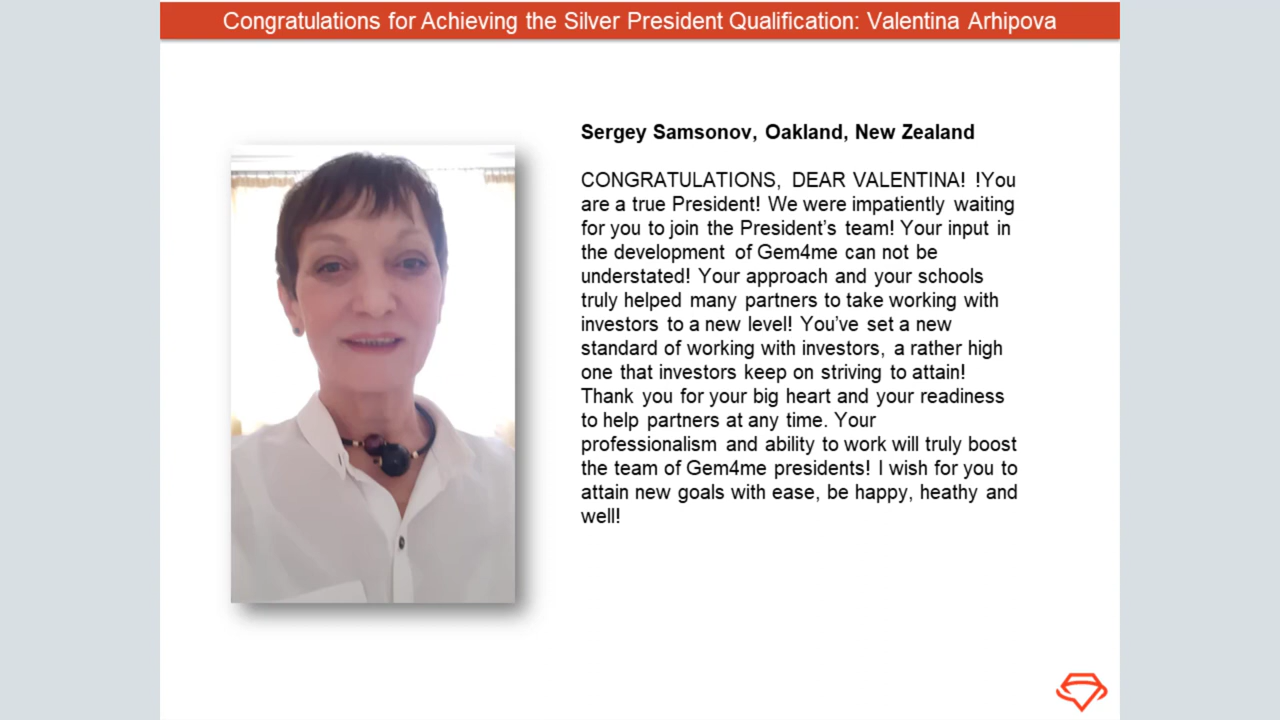 Congratulations for Achieving the Silver President Qualification: Valentina Arhipova
Sergey Samsonov, Oakland, New Zealand
CONGRATULATIONS, DEAR VALENTINA! !You
are a true President! We were impatiently waiting
for you to join the President’s team! Your input in
the development of Gem4me can not be
understated! Your approach and your schools
truly helped many partners to take working with
investors to a new level! You’ve set a new
standard of working with investors, a rather high
one that investors keep on striving to attain!
Thank you for your big heart and your readiness
to help partners at any time. Your
professionalism and ability to work will truly boost
the team of Gem4me presidents! I wish for you to
attain new goals with ease, be happy, heathy and
well!